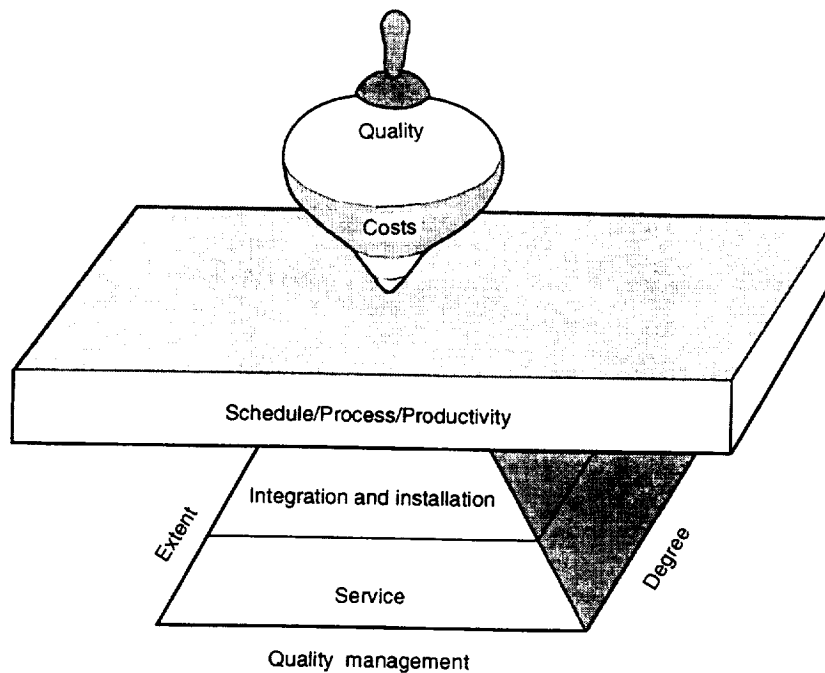 Quality
Costs
Schedule/Process/Productivity
Integration and installation
Extent
Degree
Service
Quality management